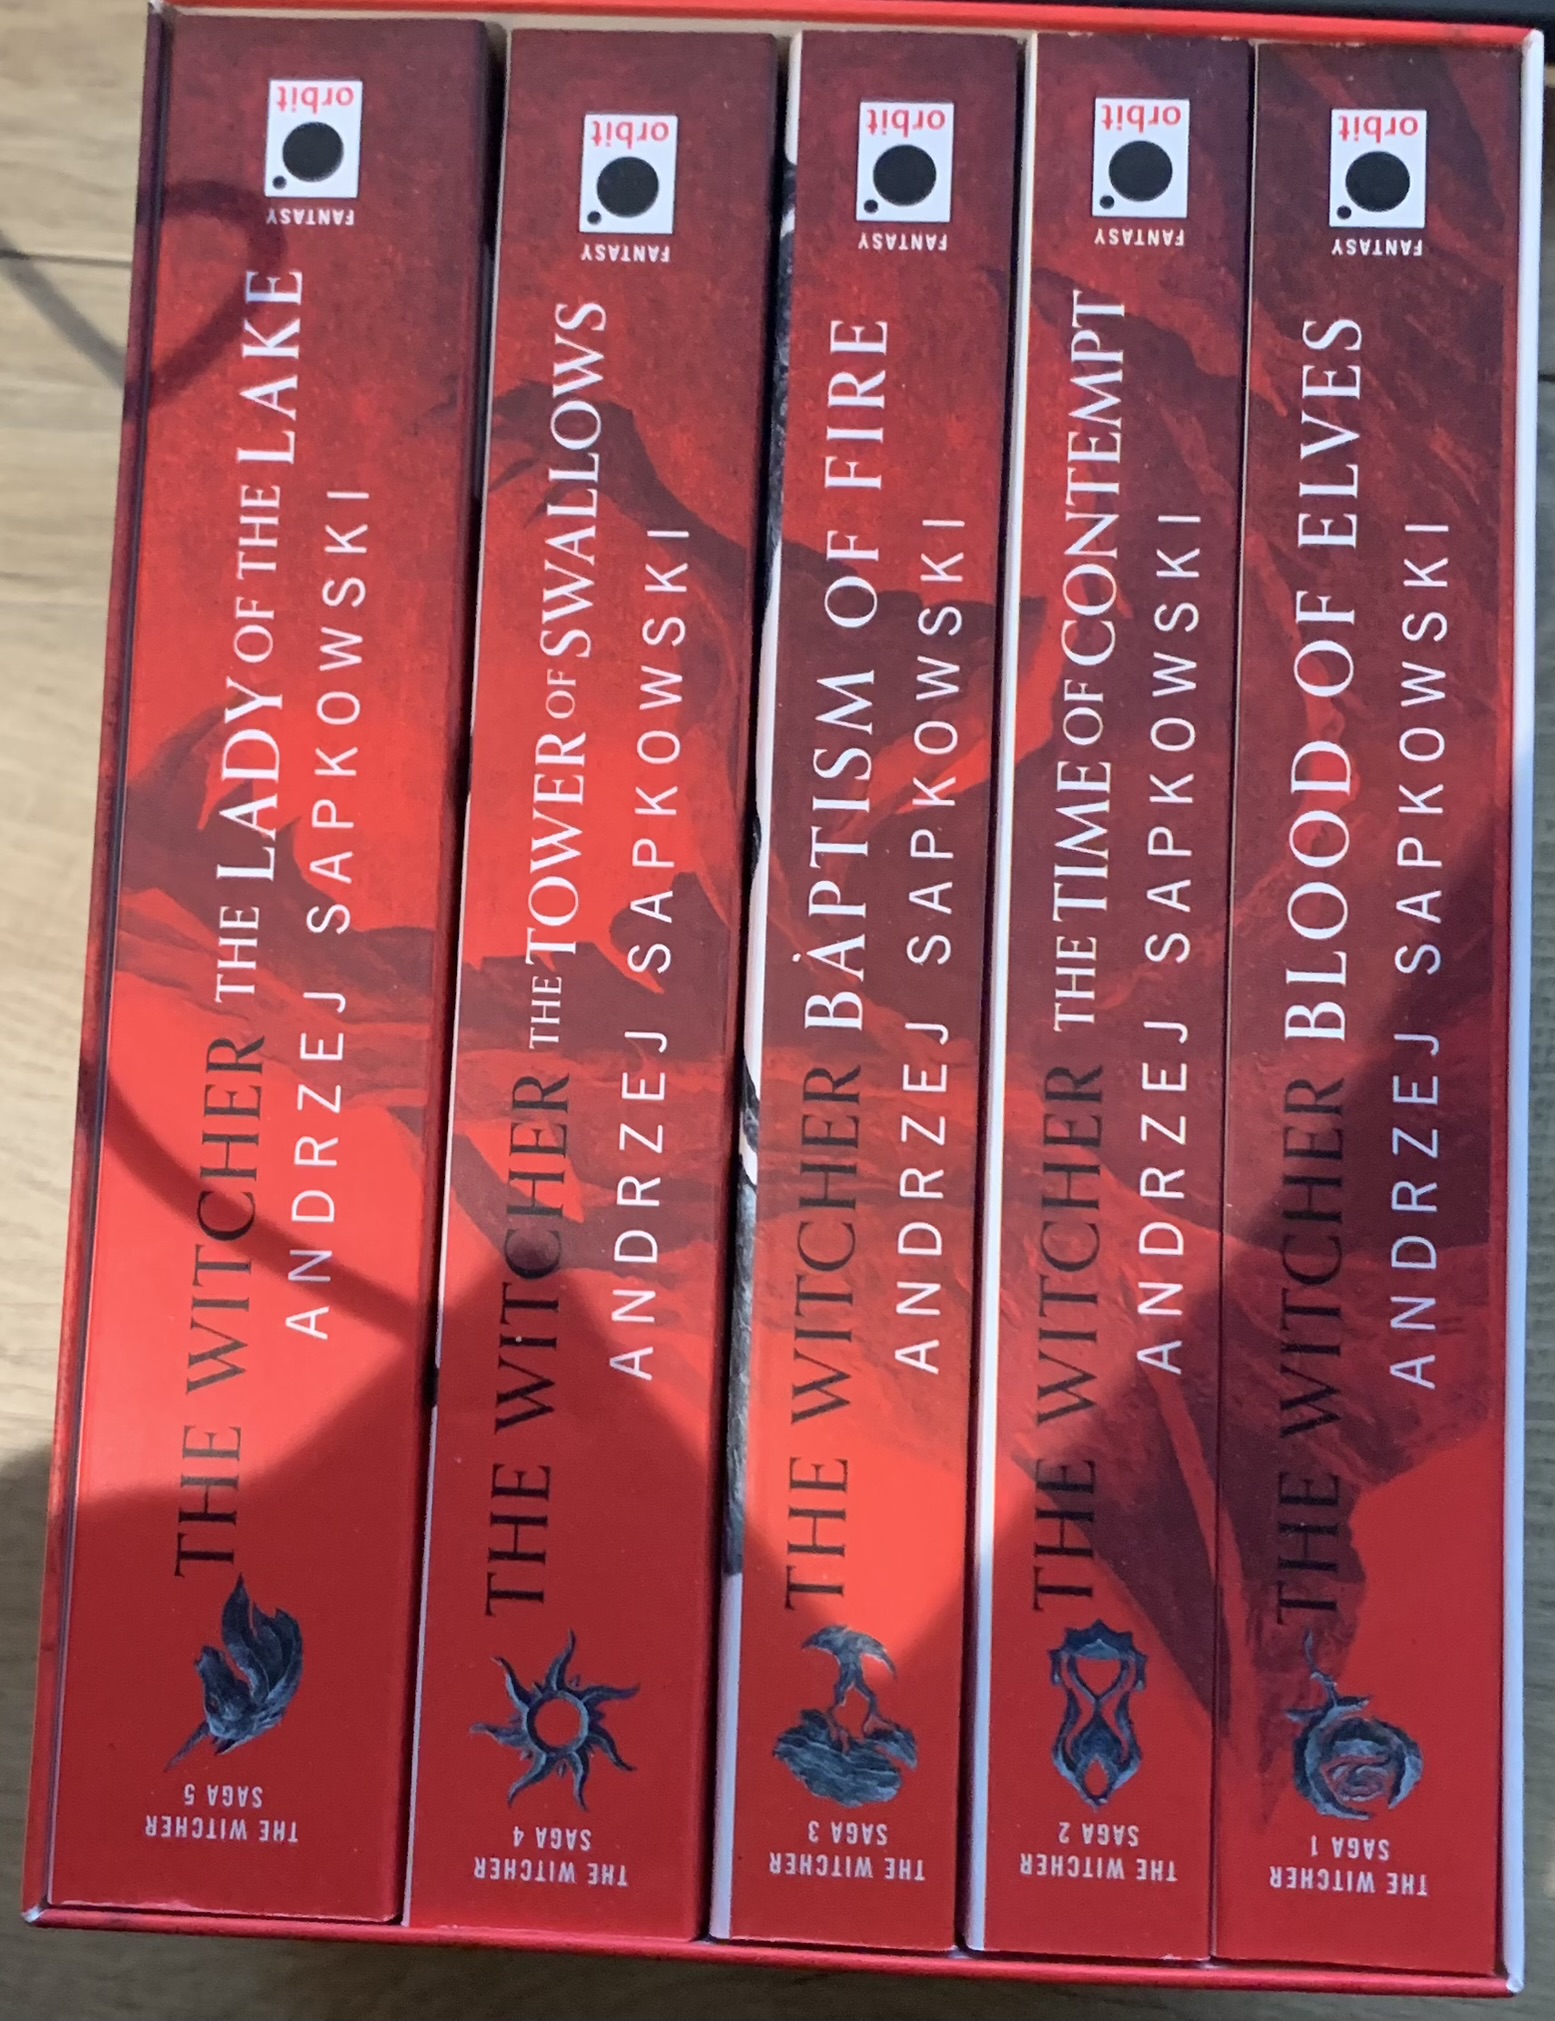 THE WITCHER
SAGA 1
THE WITCHER BLOOD OF ELVES
ANDRZEJ SAPKOWSKI
FANTASY
orbit
THE WITCHER
SAGA 2
THE WITCHER THE TIME OF CONTEMPT
ANDRZEJ SAPKOWSKI
FANTASY
orbit
THE WITCHER
SAGA 3
THE WITCHER BAPTISM OF FIRE
ANDRZEJ SAPKOWSKI
FANTASY
orbit
THE WITCHER
SAGA 4
THE WITCHER THE TOWER OF SWALLOWS
ANDRZEJ SAPKOWSKI
FANTASY
orbit
THE WITCHER
SAGA 5
THE WITCHER THE LADY OF THE LAKE
ANDRZEJ SAPKOWSKI
FANTASY
orbit